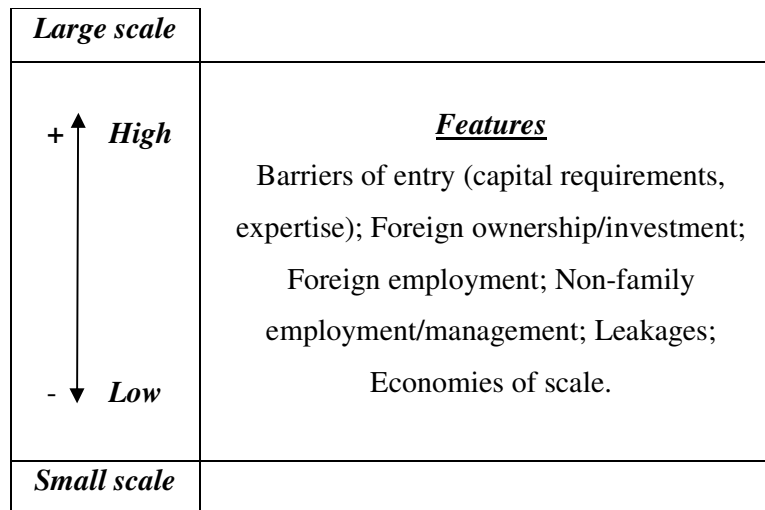 Large scale
+ High
Features
Barriers of entry (capital requirements,
expertise); Foreign ownership/investment;
Foreign employment; Non-family
employment/management; Leakages;
Economies of scale.
- Low
Small scale